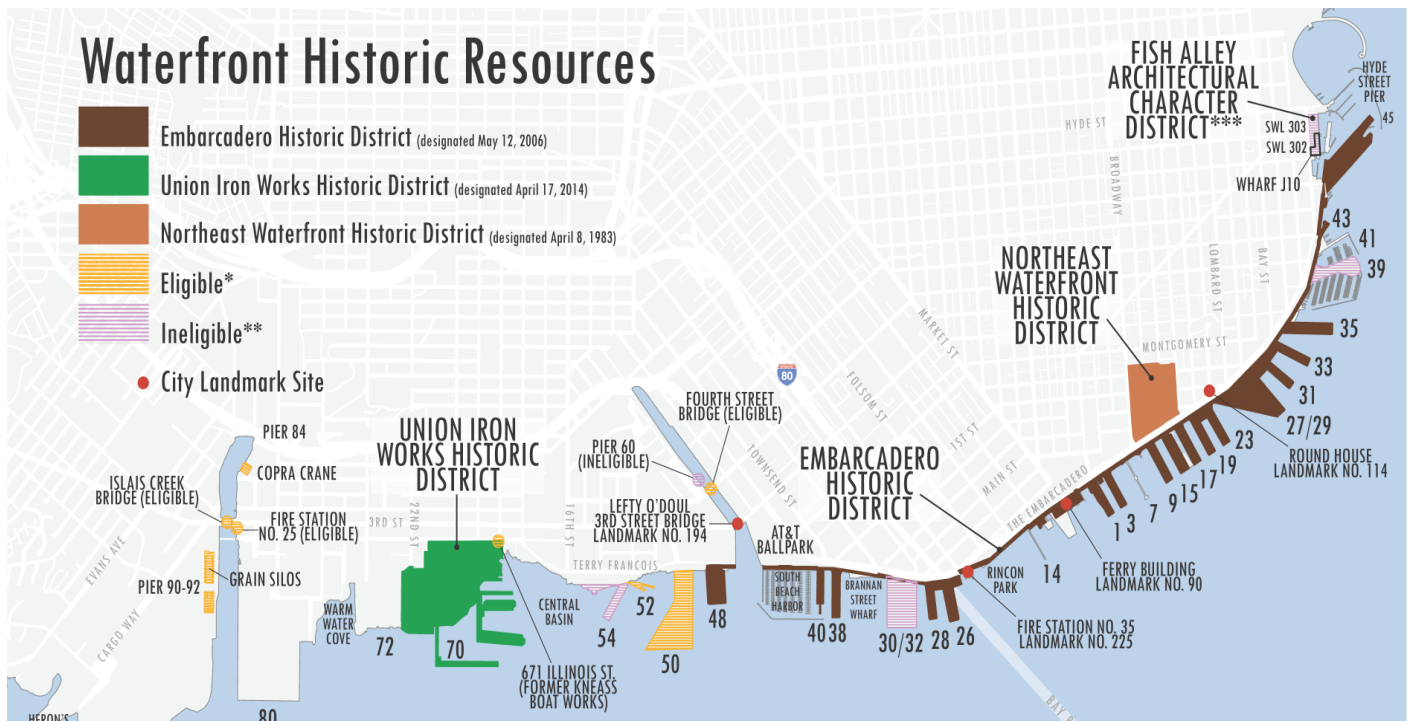 Waterfront Historic Resources
Embarcadero Historic District (designated May 12, 2006)
Union Iron Works Historic District (designated April 17, 2014)
Northeast Waterfront Historic District (designated April 8, 1983)
Eligible*
Ineligible**
City Landmark Site
FISH ALLEY
ARCHITECTURAL
CHARACTER
DISTRICT***
HYDE
STREET
PIER
45
SWL 303
SWL 302
WHARF J10
HYDE ST
BROADWAY
LOMBARD ST
BAY ST
43
41
39
NORTHEAST
WATERFRONT
HISTORIC
DISTRICT
MONTGOMERY ST
MARKET ST
FOLSOM ST
1ST ST
MAIN ST
THE EMBARCADERO
TOWNSEND ST
80
35
33
31
27/29
ROUND HOUSE
LANDMARK NO. 114
23
19
17
15
9
7
3
1
FERRY BUILDING
LANDMARK NO. 90
14
RINCON
PARK
FIRE STATION NO. 35
LANDMARK NO. 225
EMBARCADERO
HISTORIC
DISTRICT
26
28
30/32
BRANNAN
STREET
WHARF
38
40
SOUTH
BEACH
HARBOR
AT&T
BALLPARK
FOURTH STREET
BRIDGE (ELIGIBLE)
PIER 60
(INELIGIBLE)
LEFTY O'DOUL
3RD STREET BRIDGE
LANDMARK NO. 194
48
50
52
54
TERRY FRANCOIS
16TH ST
CENTRAL
BASIN
671 ILLINOIS ST.
(FORMER KNEASS
BOAT WORKS)
UNION IRON
WORKS HISTORIC
DISTRICT
22ND ST
3RD ST
70
72
WARM
WATER
COVE
PIER 84
COPRA CRANE
ISLAIS CREEK
BRIDGE (ELIGIBLE)
FIRE STATION
NO. 25 (ELIGIBLE)
GRAIN SILOS
PIER 90-92
EVANS AVE
CARGO WAY
80
HERON'S
BAY